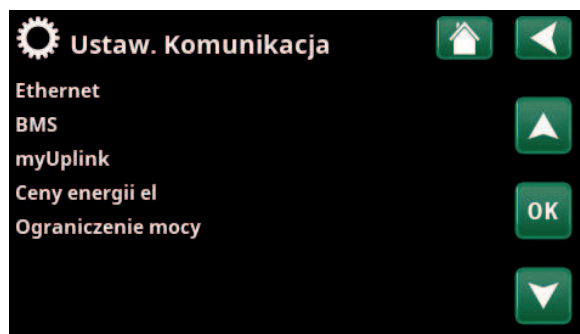 Ustaw. Komunikacja
Ethernet
BMS
myUplink
Ceny energii el
Ograniczenie mocy
OK